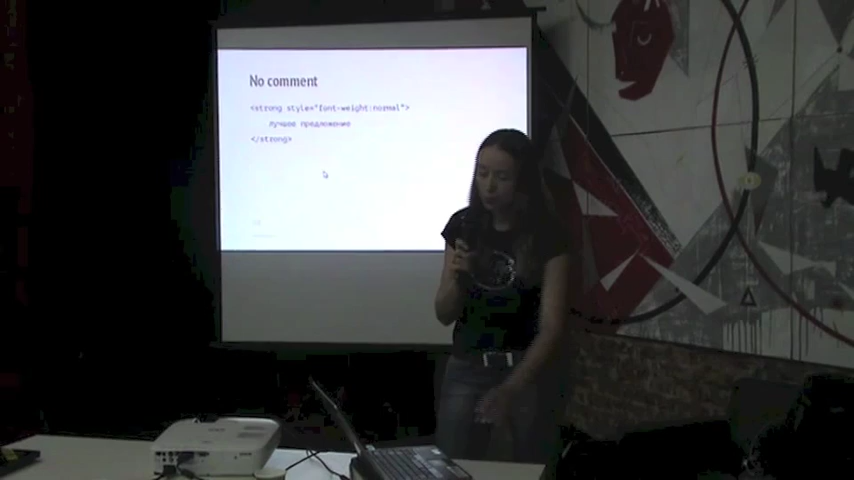 No comment
<strong style="font-weight:normal">
лучшее предложение
</strong>